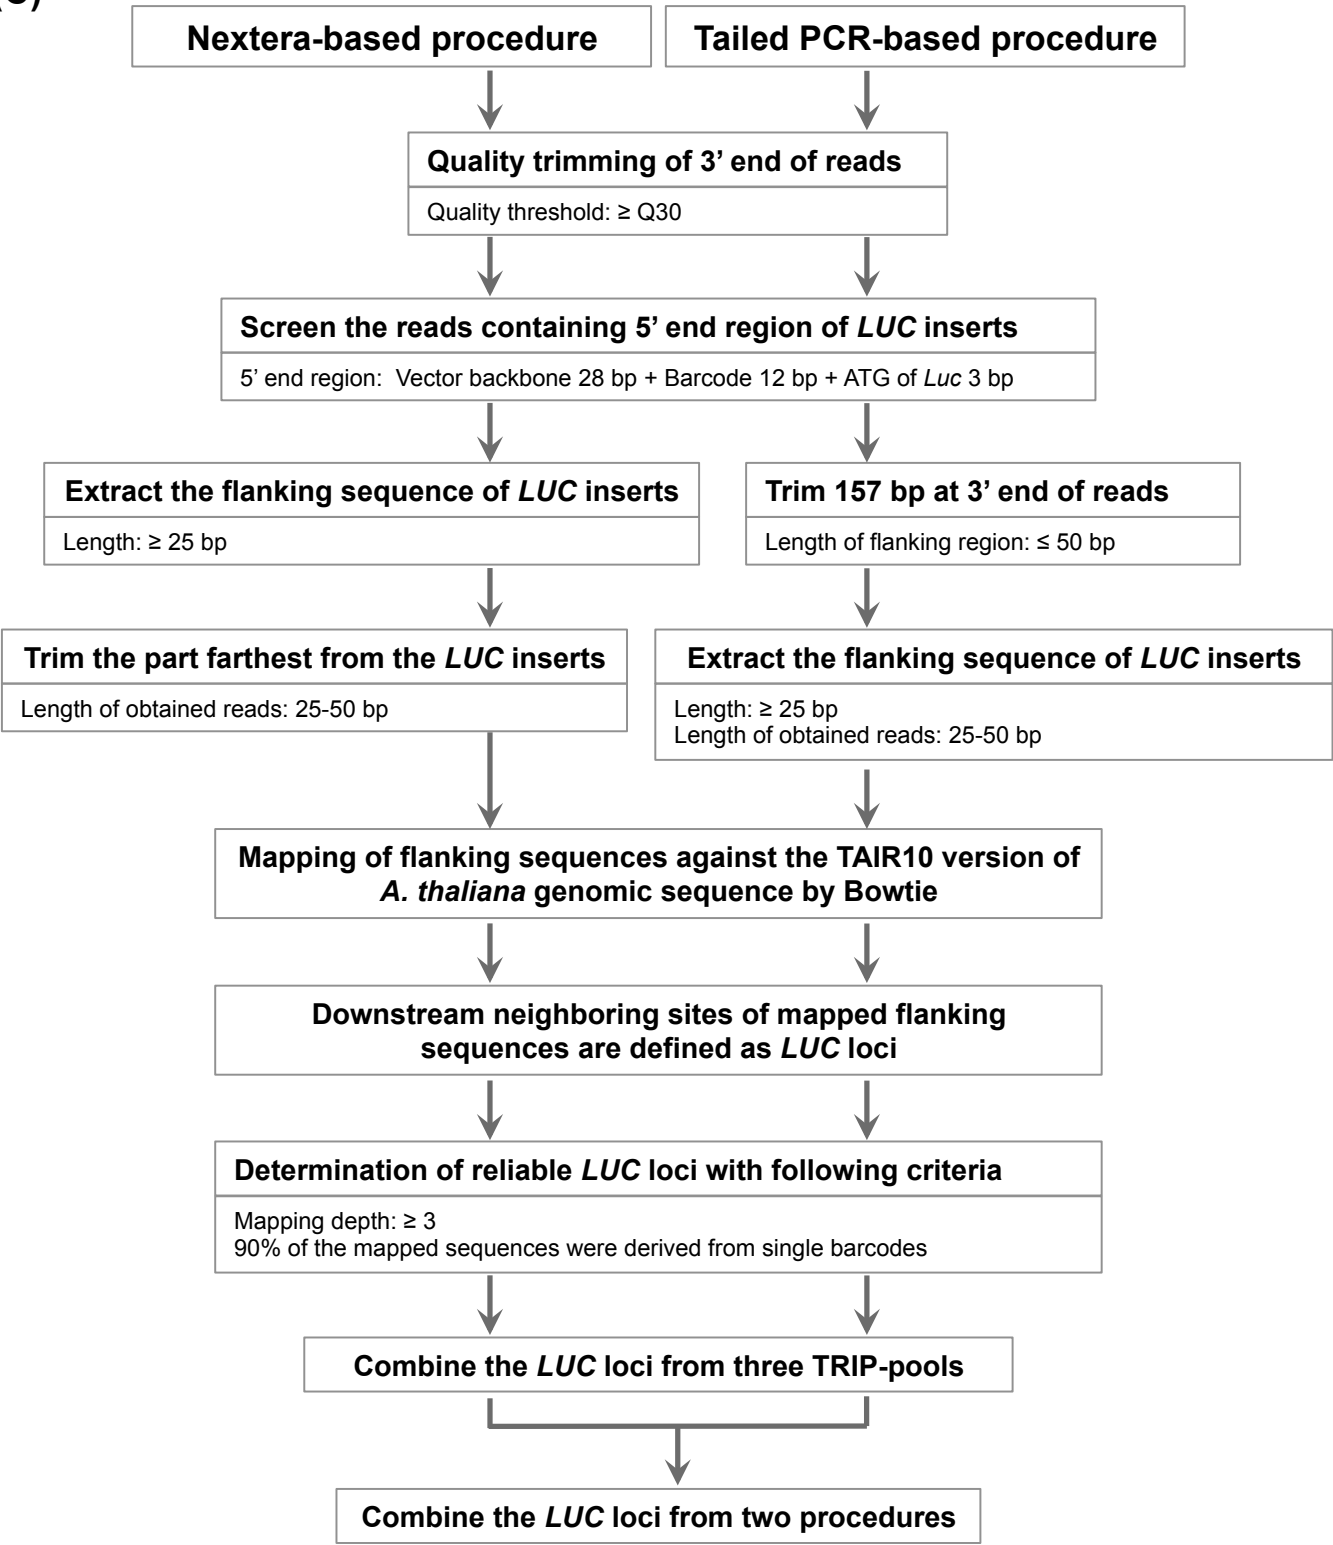 Nextera-based procedure
Tailed PCR-based procedure
Quality trimming of 3’ end of reads
Quality threshold: ≥ Q30
Screen the reads containing 5’ end region of LUC inserts
5’ end region: Vector backbone 28 bp + Barcode 12 bp + ATG of Luc 3 bp
Extract the flanking sequence of LUC inserts
Length: ≥ 25 bp
Trim 157 bp at 3’ end of reads
Length of flanking region: ≤ 50 bp
Trim the part farthest from the LUC inserts
Length of obtained reads: 25-50 bp
Extract the flanking sequence of LUC inserts
Length: ≥ 25 bp
Length of obtained reads: 25-50 bp
Mapping of flanking sequences against the TAIR10 version of
A. thaliana genomic sequence by Bowtie
Downstream neighboring sites of mapped flanking
sequences are defined as LUC loci
Determination of reliable LUC loci with following criteria
Mapping depth: ≥ 3
90% of the mapped sequences were derived from single barcodes
Combine the LUC loci from three TRIP-pools
Combine the LUC loci from two procedures